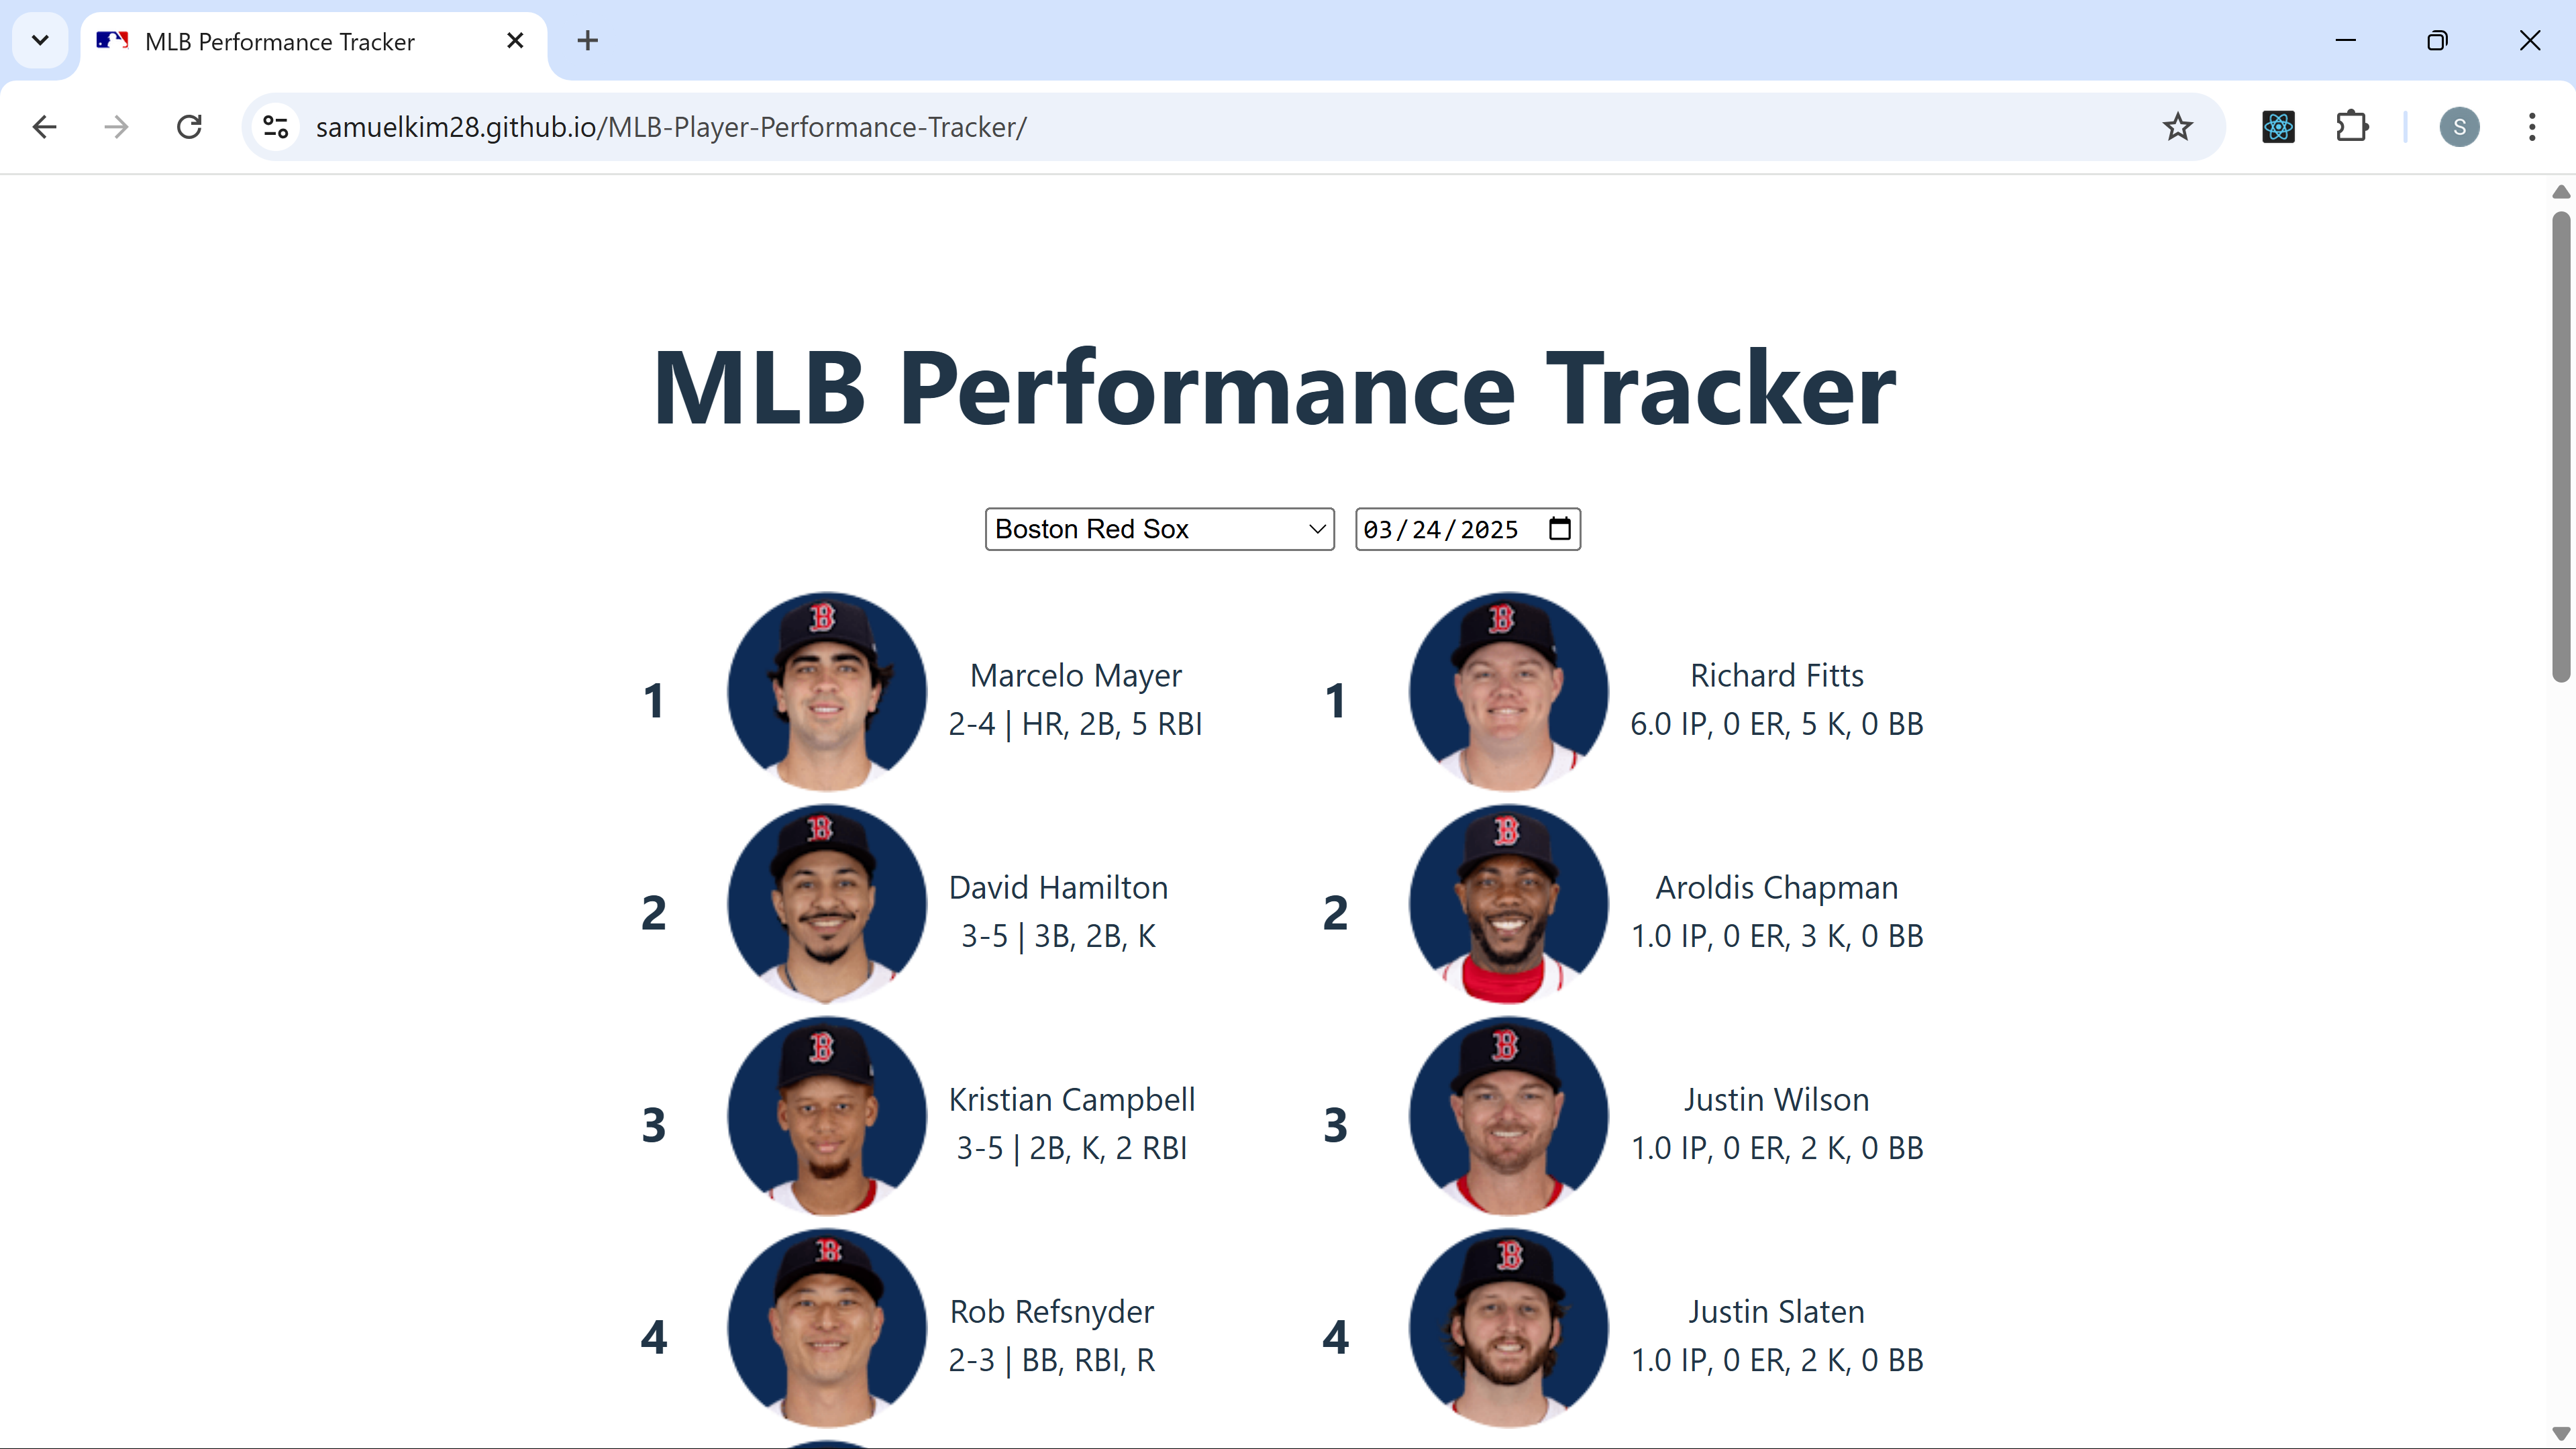 MLB Performance Tracker
samuelkim28.github.io/MLB-Player-Performance-Tracker/
S
MLB Performance Tracker
Boston Red Sox
03/24/2025
1
Marcelo Mayer
2-4 | HR, 2B, 5 RBI
1
Richard Fitts
6.0 IP, 0 ER, 5 K, 0 BB
2
David Hamilton
3-5 | 3B, 2B, K
2
Aroldis Chapman
1.0 IP, 0 ER, 3 K, 0 BB
3
Kristian Campbell
3-5 | 2B, K, 2 RBI
3
Justin Wilson
1.0 IP, 0 ER, 2 K, 0 BB
4
Rob Refsnyder
2-3 | BB, RBI, R
4
Justin Slaten
1.0 IP, 0 ER, 2 K, 0 BB